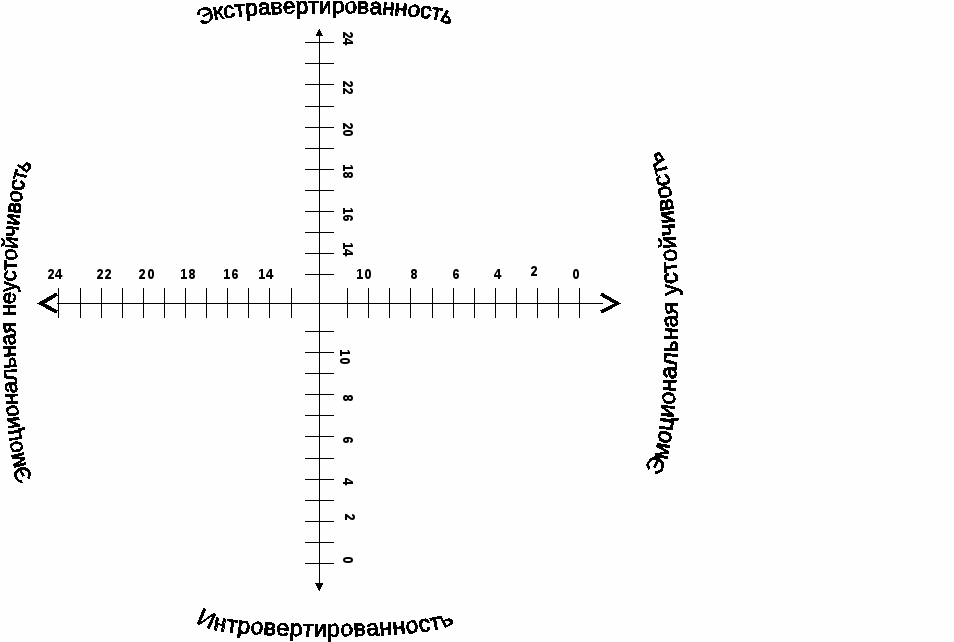 Экстравертированность
24
22
20
18
16
14
Эмоциональная неустойчивость
24 22 20 18 16 14 10 8 6 4 2 0
Эмоциональная устойчивость
10
8
6
4
2
0
Интровертированность